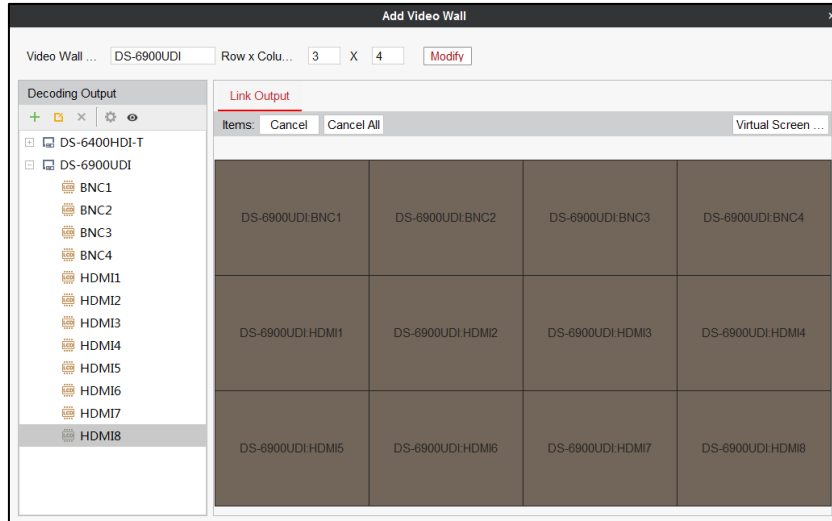 Add Video Wall
Video Wall ... DS-6900UDI Row x Colu... 3 X 4 Modify
Decoding Output
Link Output
Items: Cancel Cancel All Virtual Screen ...
DS-6400HDI-T
DS-6900UDI
BNC1
BNC2
BNC3
BNC4
HDMI1
HDMI2
HDMI3
HDMI4
HDMI5
HDMI6
HDMI7
HDMI8
DS-6900UDI:BNC1 DS-6900UDI:BNC2 DS-6900UDI:BNC3 DS-6900UDI:BNC4
DS-6900UDI:HDMI1 DS-6900UDI:HDMI2 DS-6900UDI:HDMI3 DS-6900UDI:HDMI4
DS-6900UDI:HDMI5 DS-6900UDI:HDMI6 DS-6900UDI:HDMI7 DS-6900UDI:HDMI8